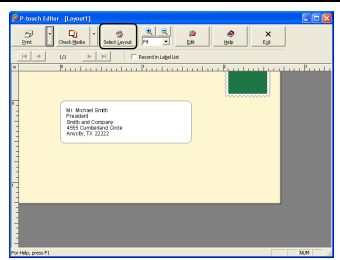 P-touch Editor - [Layout1]
Print Check Media Select Layout Fit Edit Help Exit
1/1 Record in Label List
Mr. Michael Smith
President
Smith and Company
4555 Cumberland Circle
Anycity, TX 22222
For Help, press F1 NUM